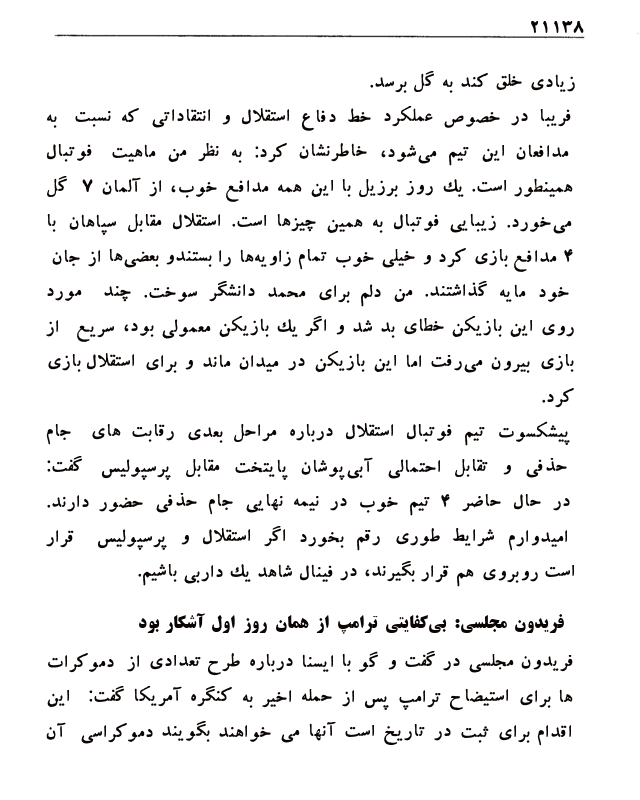 ۲۱۱۳۸
زیادی خلق کند به گل برسد.
فریبا در خصوص عملکرد خط دفاع استقلال و انتقاداتی که نسبت به
مدافعان این تیم می‌شود، خاطرنشان کرد: به نظر من ماهیت فوتبال
همینطور است. یك روز برزیل با این همه مدافع خوب، از آلمان ۷ گل
می‌خورد. زیبایی فوتبال به همین چیزها است. استقلال مقابل سپاهان با
۴ مدافع بازی کرد و خیلی خوب تمام زاویه‌ها را بستندو بعضی‌ها از جان
خود مایه گذاشتند. من دلم برای محمد دانشگر سوخت. چند مورد
روی این بازیکن خطای بد شد و اگر یك بازیکن معمولی بود، سریع از
بازی بیرون می‌رفت اما این بازیکن در میدان ماند و برای استقلال بازی
کرد.
پیشکسوت تیم فوتبال استقلال درباره مراحل بعدی رقابت های جام
حذفی و تقابل احتمالی آبی‌پوشان پایتخت مقابل پرسپولیس گفت:
در حال حاضر ۴ تیم خوب در نیمه نهایی جام حذفی حضور دارند.
امیدوارم شرایط طوری رقم بخورد اگر استقلال و پرسپولیس قرار
است روبروی هم قرار بگیرند، در فینال شاهد یك داربی باشیم.
فریدون مجلسی: بی‌کفایتی ترامپ از همان روز اول آشکار بود
فریدون مجلسی در گفت و گو با ایسنا درباره طرح تعدادی از دموکرات
ها برای استیضاح ترامپ پس از حمله اخیر به کنگره آمریکا گفت: این
اقدام برای ثبت در تاریخ است آنها می خواهند بگویند دموکراسی آن